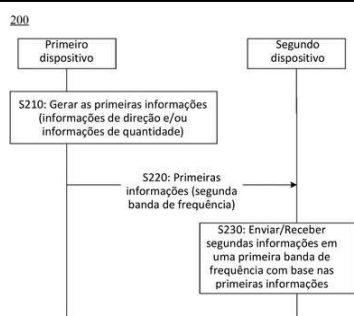 200
Primeiro
dispositivo
Segundo
dispositivo
S210: Gerar as primeiras informações
(informações de direção e/ou
informações de quantidade)
S220: Primeiras
informações (segunda
banda de frequência)
S230: Enviar/Receber
segundas informações em
uma primeira banda de
frequência com base nas
primeiras informações